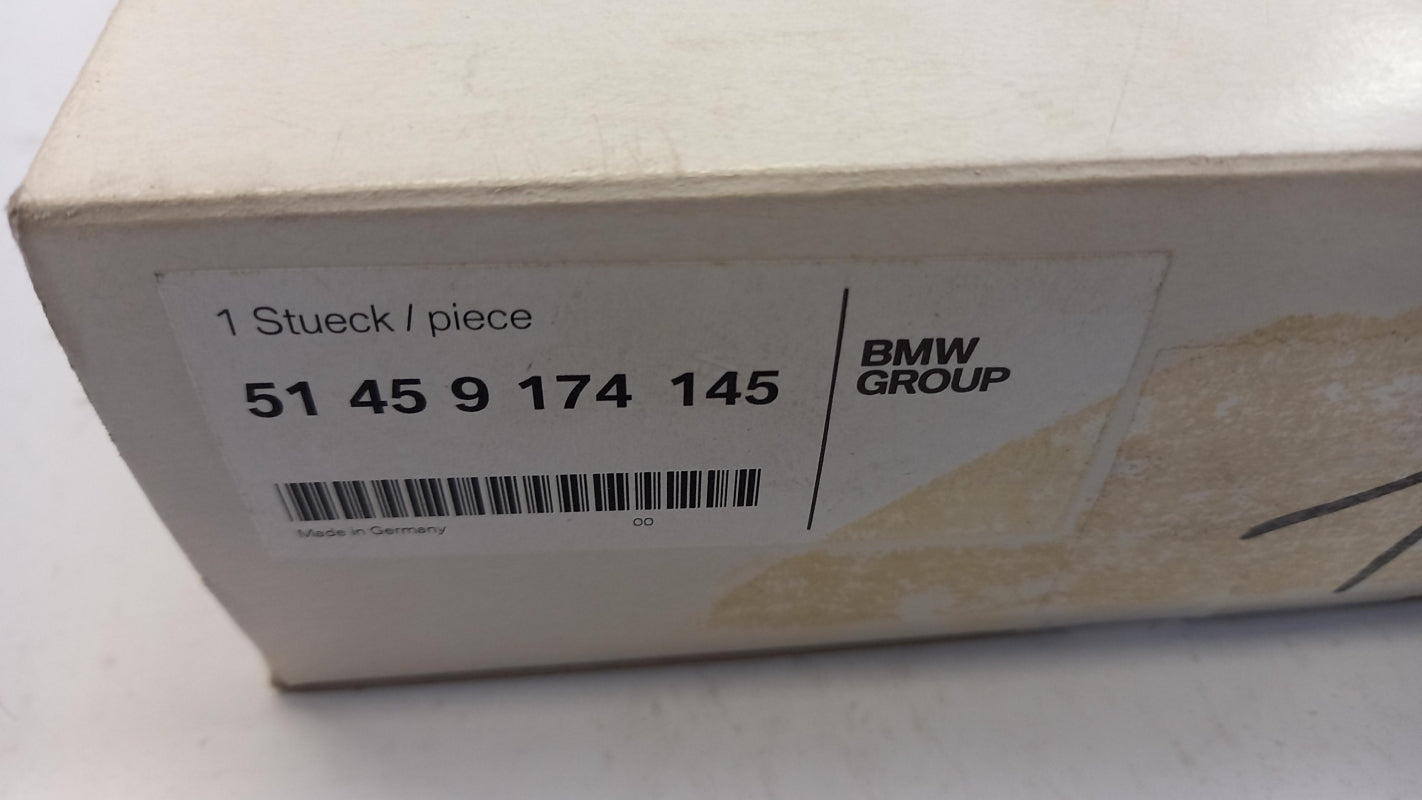 1 Stueck / piece
51 45 9 174 145
BMW
GROUP
Made in Germany
00